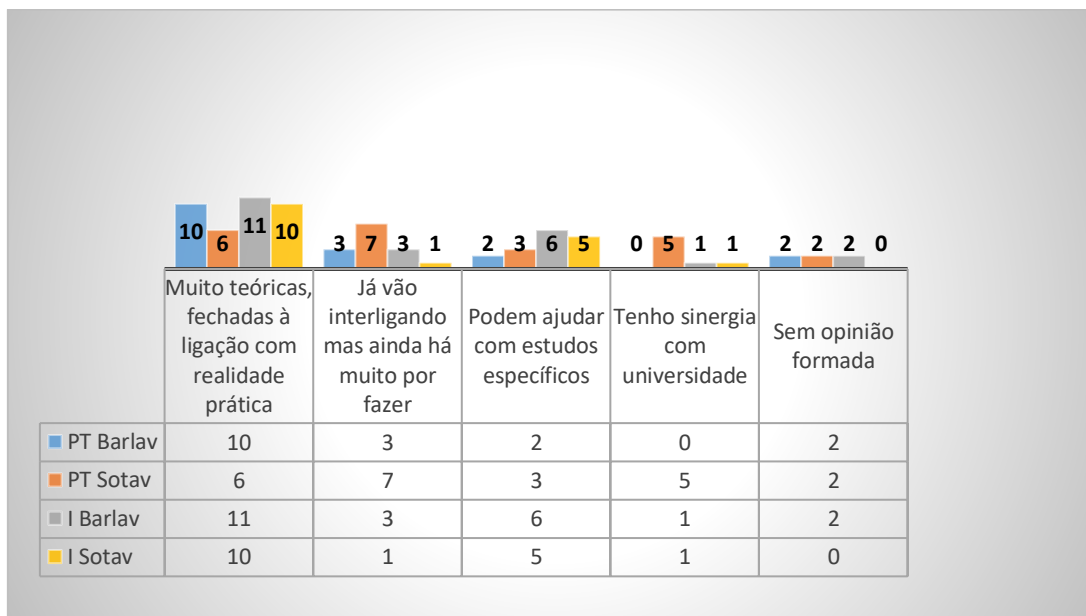 10 6 11 10 3 7 3 1 2 3 6 5 0 5 1 1 2 2 2 0
Muito teóricas,
fechadas à
ligação com
realidade
prática
Já vão
interligando
mas ainda há
muito por
fazer
Podem ajudar
com estudos
específicos
Tenho sinergia
com
universidade
Sem opinião
formada
PT Barlav 10 3 2 0 2
PT Sotav 6 7 3 5 2
I Barlav 11 3 6 1 2
I Sotav 10 1 5 1 0